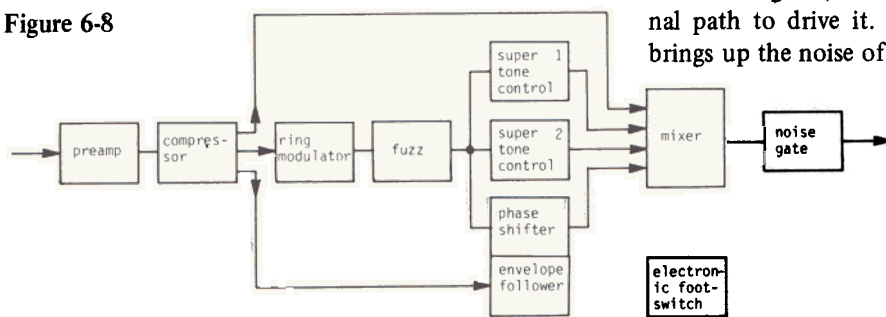 Figure 6-8
nal path to drive it.
brings up the noise of
super 1
tone
control
preamp
compres-
sor
ring
modulator
fuzz
super 2
tone
control
mixer
noise
gate
phase
shifter
envelope
follower
electron-
ic foot-
switch